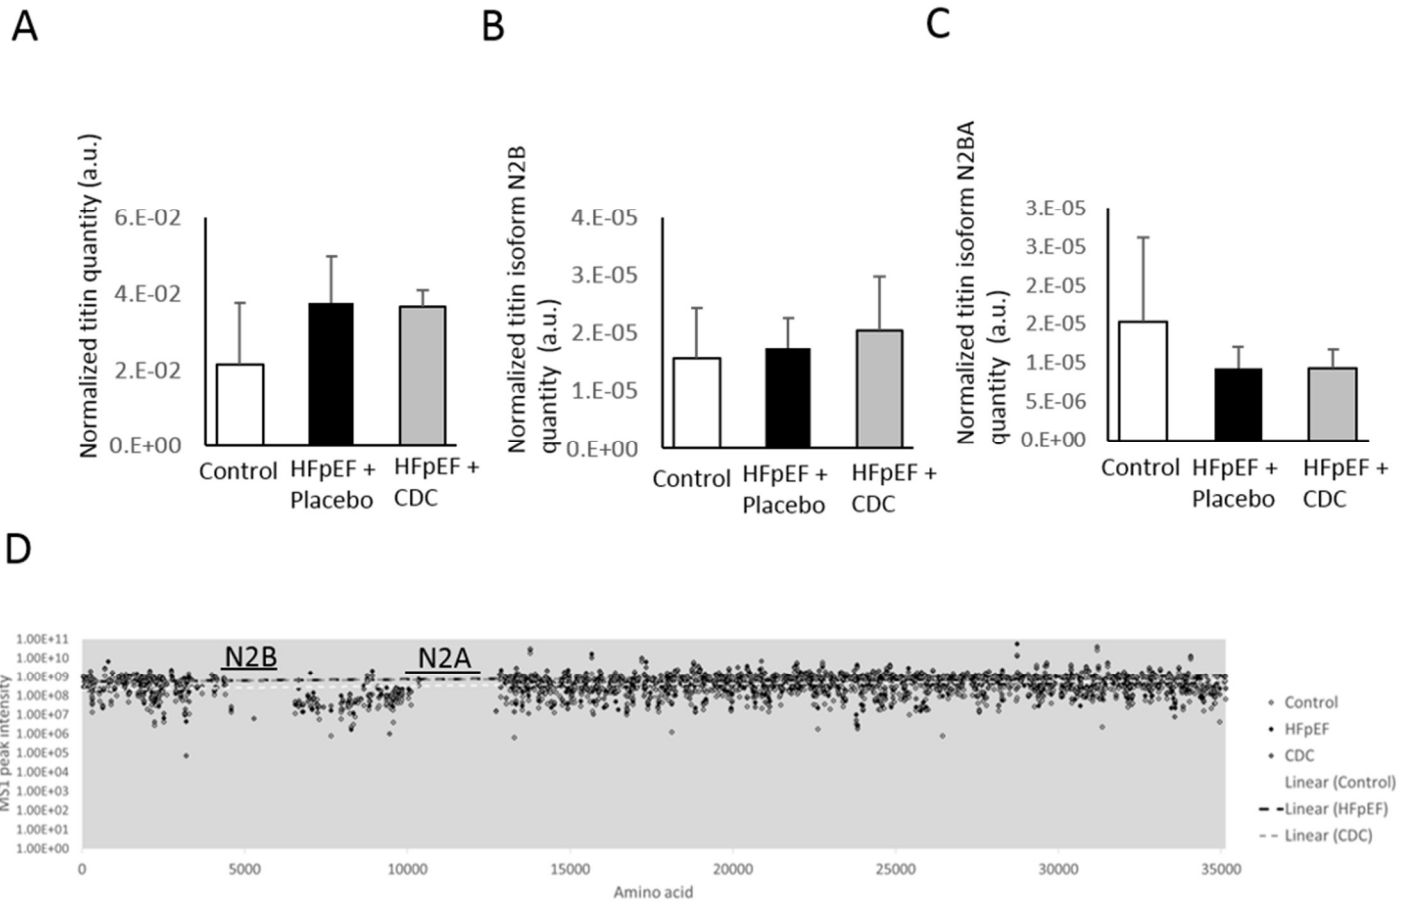 A
B
C
Normalized titin quantity (a.u.)
6.E-02
4.E-02
2.E-02
0.E+00
Control
HFpEF +
Placebo
HFpEF +
CDC
Normalized titin isoform N2B
quantity (a.u.)
4.E-05
3.E-05
2.E-05
1.E-05
0.E+00
Control
HFpEF +
Placebo
HFpEF +
CDC
Normalized titin isoform N2BA
quantity (a.u.)
3.E-05
3.E-05
2.E-05
2.E-05
1.E-05
5.E-06
0.E+00
Control
HFpEF +
Placebo
HFpEF +
CDC
D
MS1 peak intensity
1.00E+11
1.00E+10
1.00E+09
1.00E+08
1.00E+07
1.00E+06
1.00E+05
1.00E+04
1.00E+03
1.00E+02
1.00E+01
1.00E+00
N2B
N2A
0
5000
10000
15000
20000
25000
30000
35000
Amino acid
Control
HFpEF
CDC
Linear (Control)
Linear (HFpEF)
Linear (CDC)